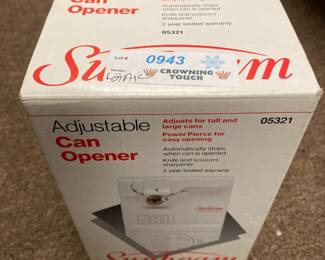 Can
Opener
Automatically stops
when can is opened
Knife and scissors
sharpener
2 year limited warranty
05321
Lot #
0943
CROWNING
TOUCH
Sunbeam
Adjustable
Can
Opener
Adjusts for tall and
large cans
Power Pierce for
easy opening
Automatically stops
when can is opened
Knife and scissors
sharpener
2 year limited warranty
05321
Sunbeam